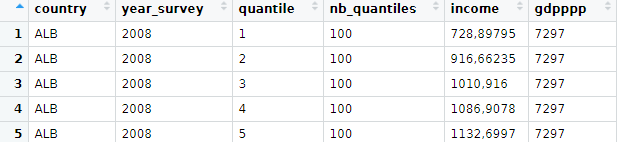 country year_survey quantile nb_quantiles income gdpppp
1 ALB 2008 1 100 728,89795 7297
2 ALB 2008 2 100 916,66235 7297
3 ALB 2008 3 100 1010,916 7297
4 ALB 2008 4 100 1086,9078 7297
5 ALB 2008 5 100 1132,6997 7297